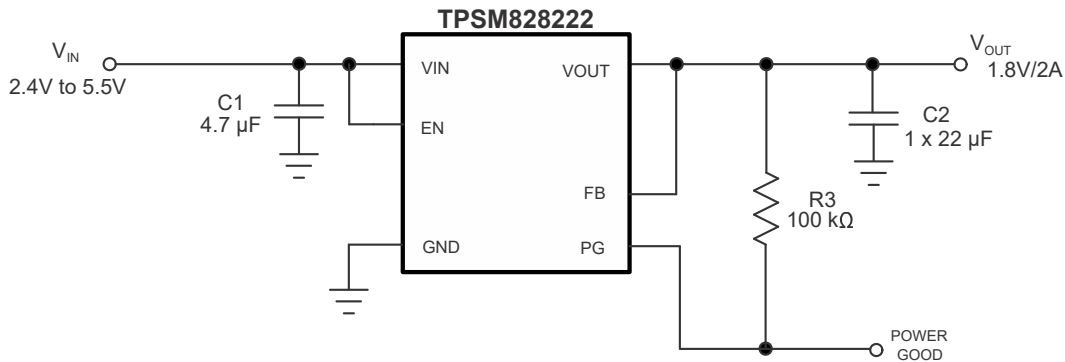 TPSM828222
V_IN
2.4V to 5.5V
C1
4.7 µF
VIN
EN
GND
VOUT
FB
PG
V_OUT
1.8V/2A
C2
1 x 22 µF
R3
100 kΩ
POWER
GOOD